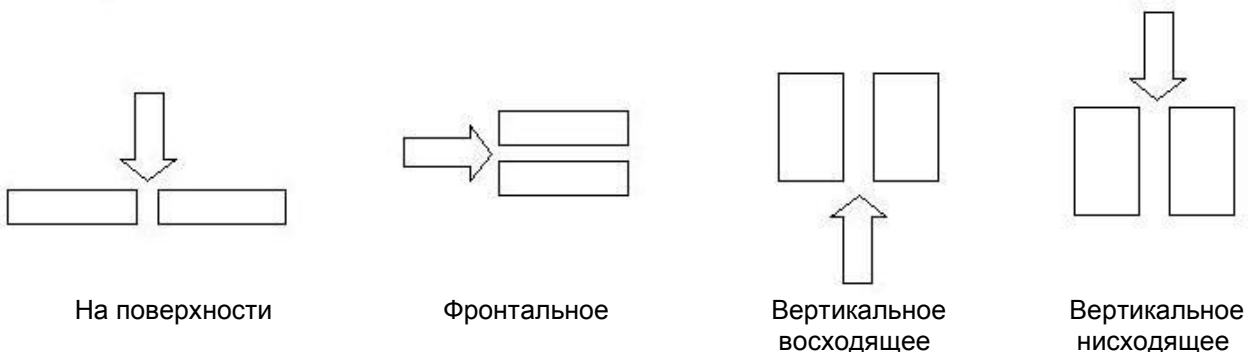 На поверхности
Фронтальное
Вертикальное
восходящее
Вертикальное
нисходящее